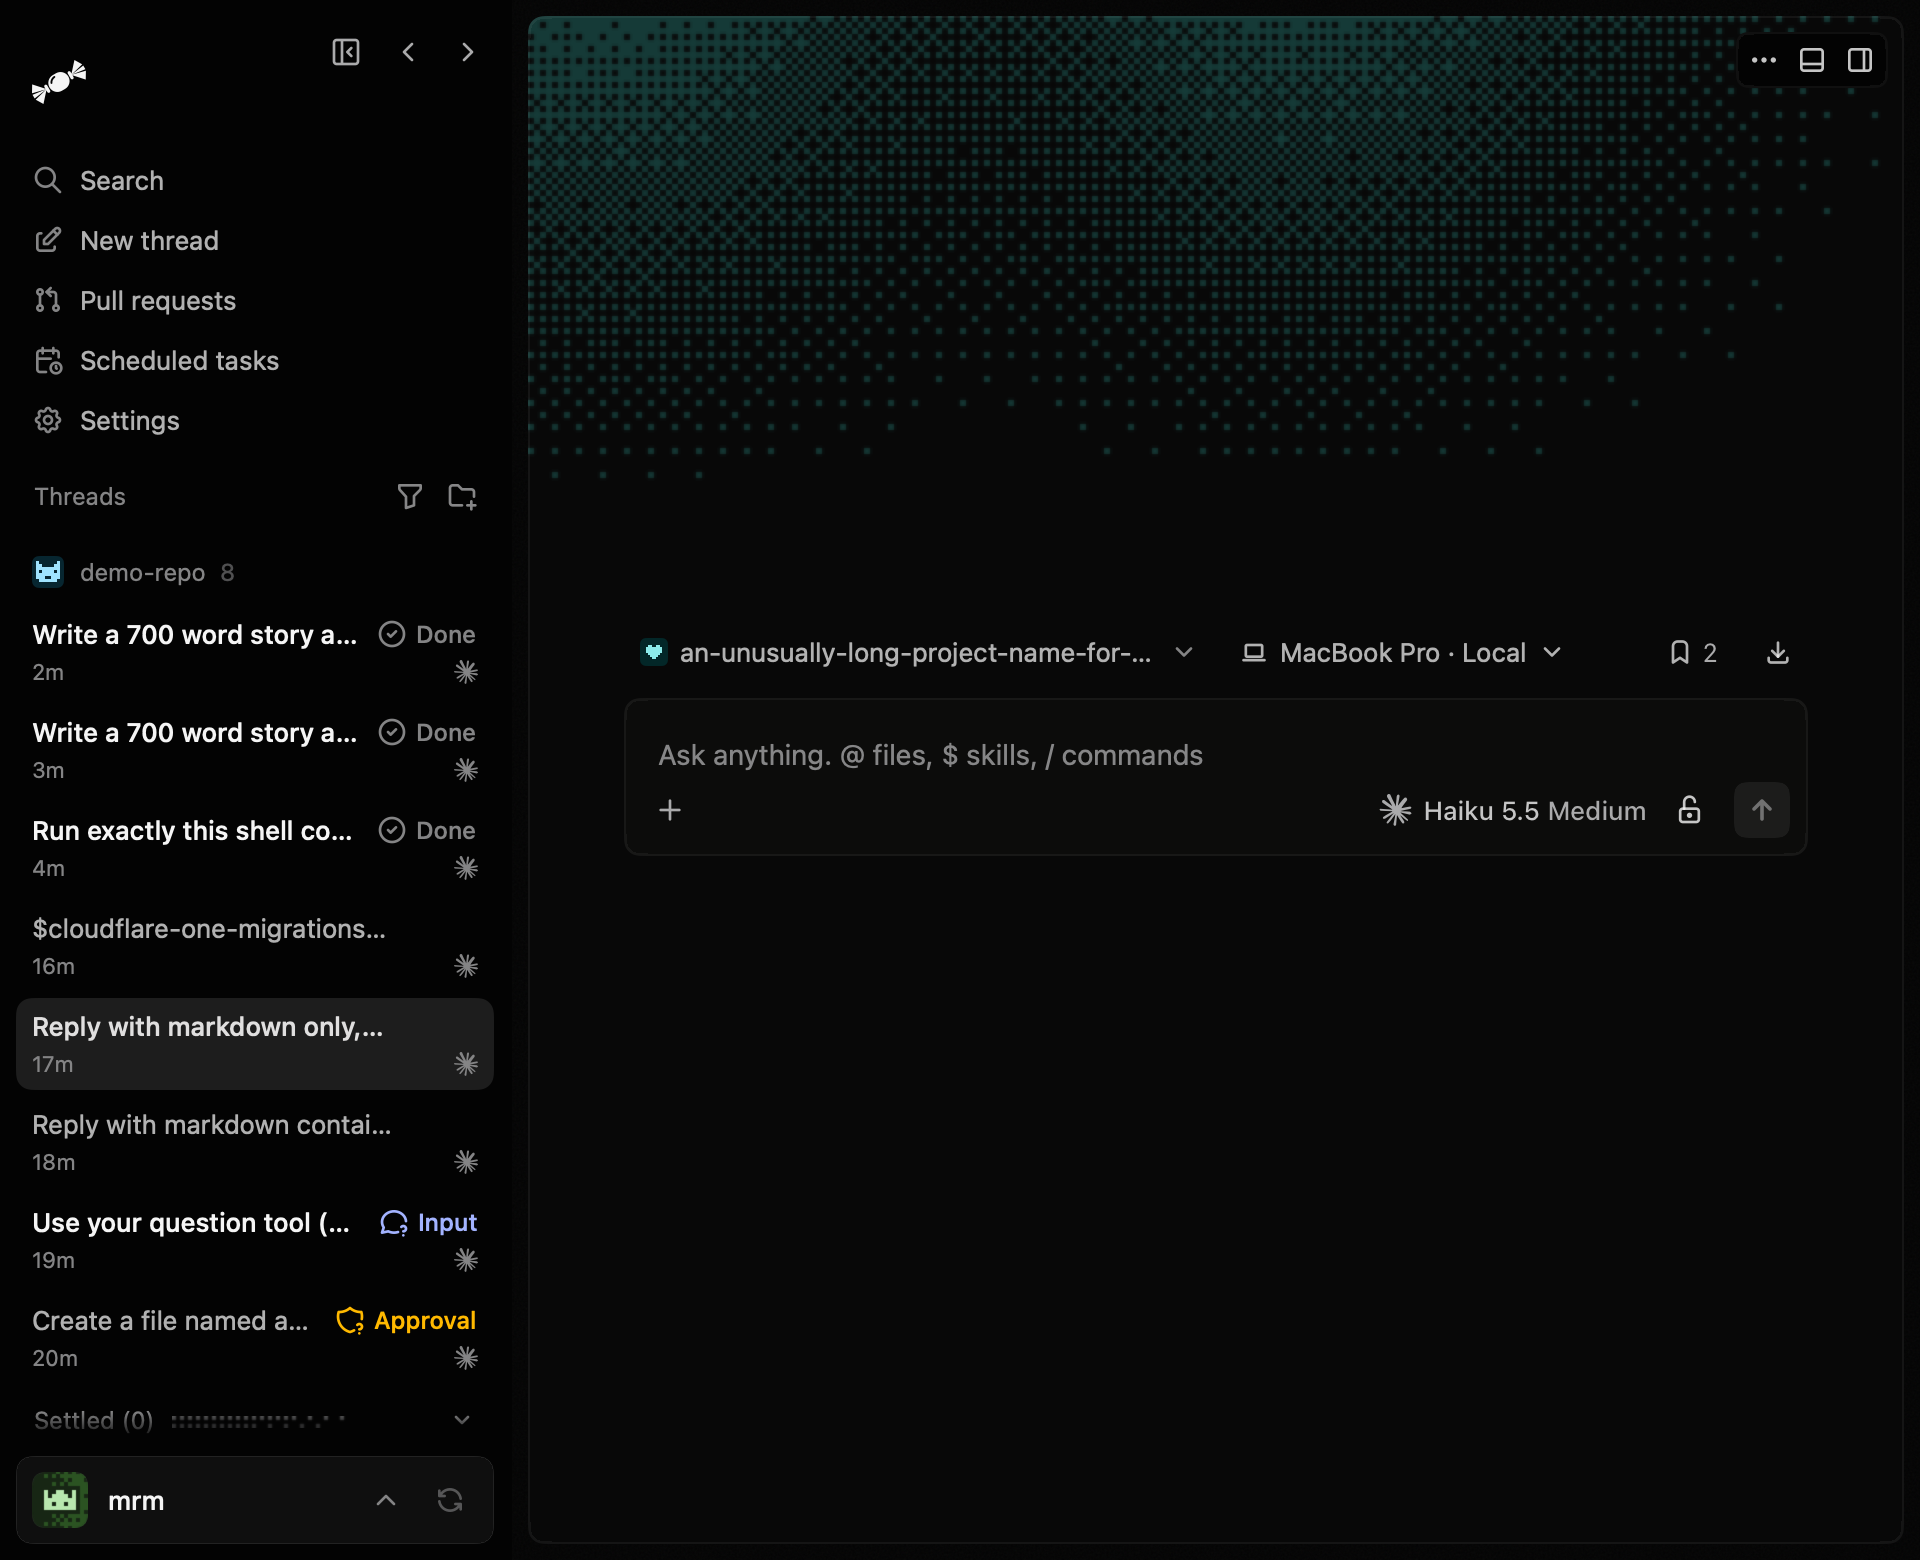 Search
New thread
Pull requests
Scheduled tasks
Settings
Threads
demo-repo 8
Write a 700 word story a... Done
2m
Write a 700 word story a... Done
3m
Run exactly this shell co... Done
4m
$cloudflare-one-migrations...
16m
Reply with markdown only,...
17m
Reply with markdown contai...
18m
Use your question tool (... Input
19m
Create a file named a... Approval
20m
Settled (0)
mrm
an-unusually-long-project-name-for-... MacBook Pro · Local 2
Ask anything. @ files, $ skills, / commands
Haiku 5.5 Medium